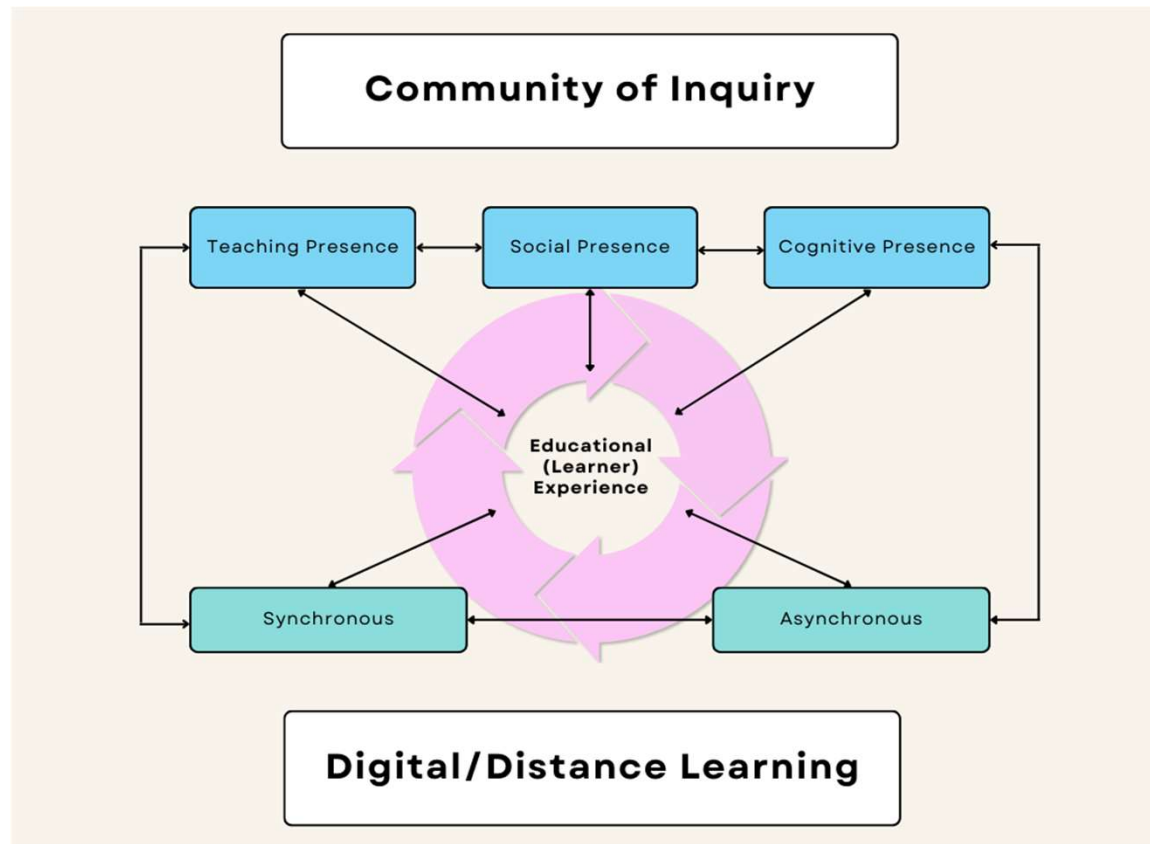 Community of Inquiry
Teaching Presence
Social Presence
Cognitive Presence
Educational
(Learner)
Experience
Synchronous
Asynchronous
Digital/Distance Learning